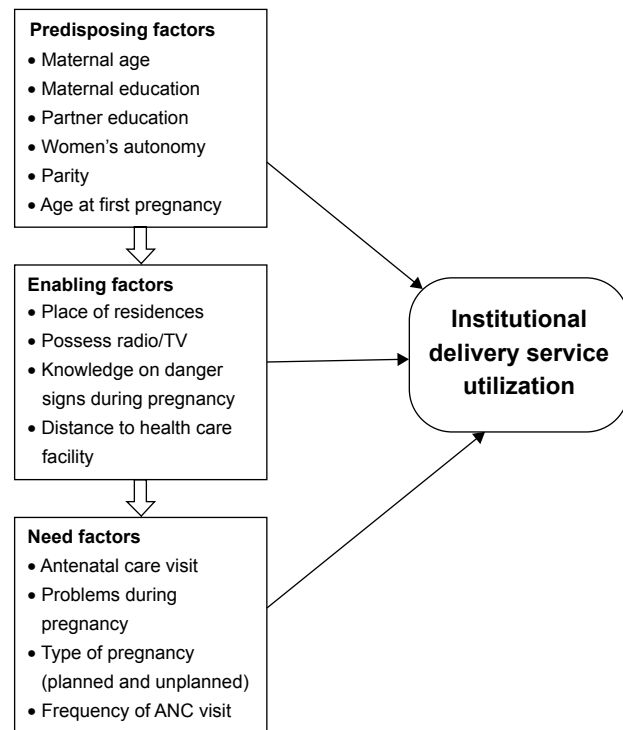 Predisposing factors
• Maternal age
• Maternal education
• Partner education
• Women's autonomy
• Parity
• Age at first pregnancy
Enabling factors
• Place of residences
• Possess radio/TV
• Knowledge on danger
signs during pregnancy
• Distance to health care
facility
Need factors
• Antenatal care visit
• Problems during
pregnancy
• Type of pregnancy
(planned and unplanned)
• Frequency of ANC visit
Institutional
delivery service
utilization